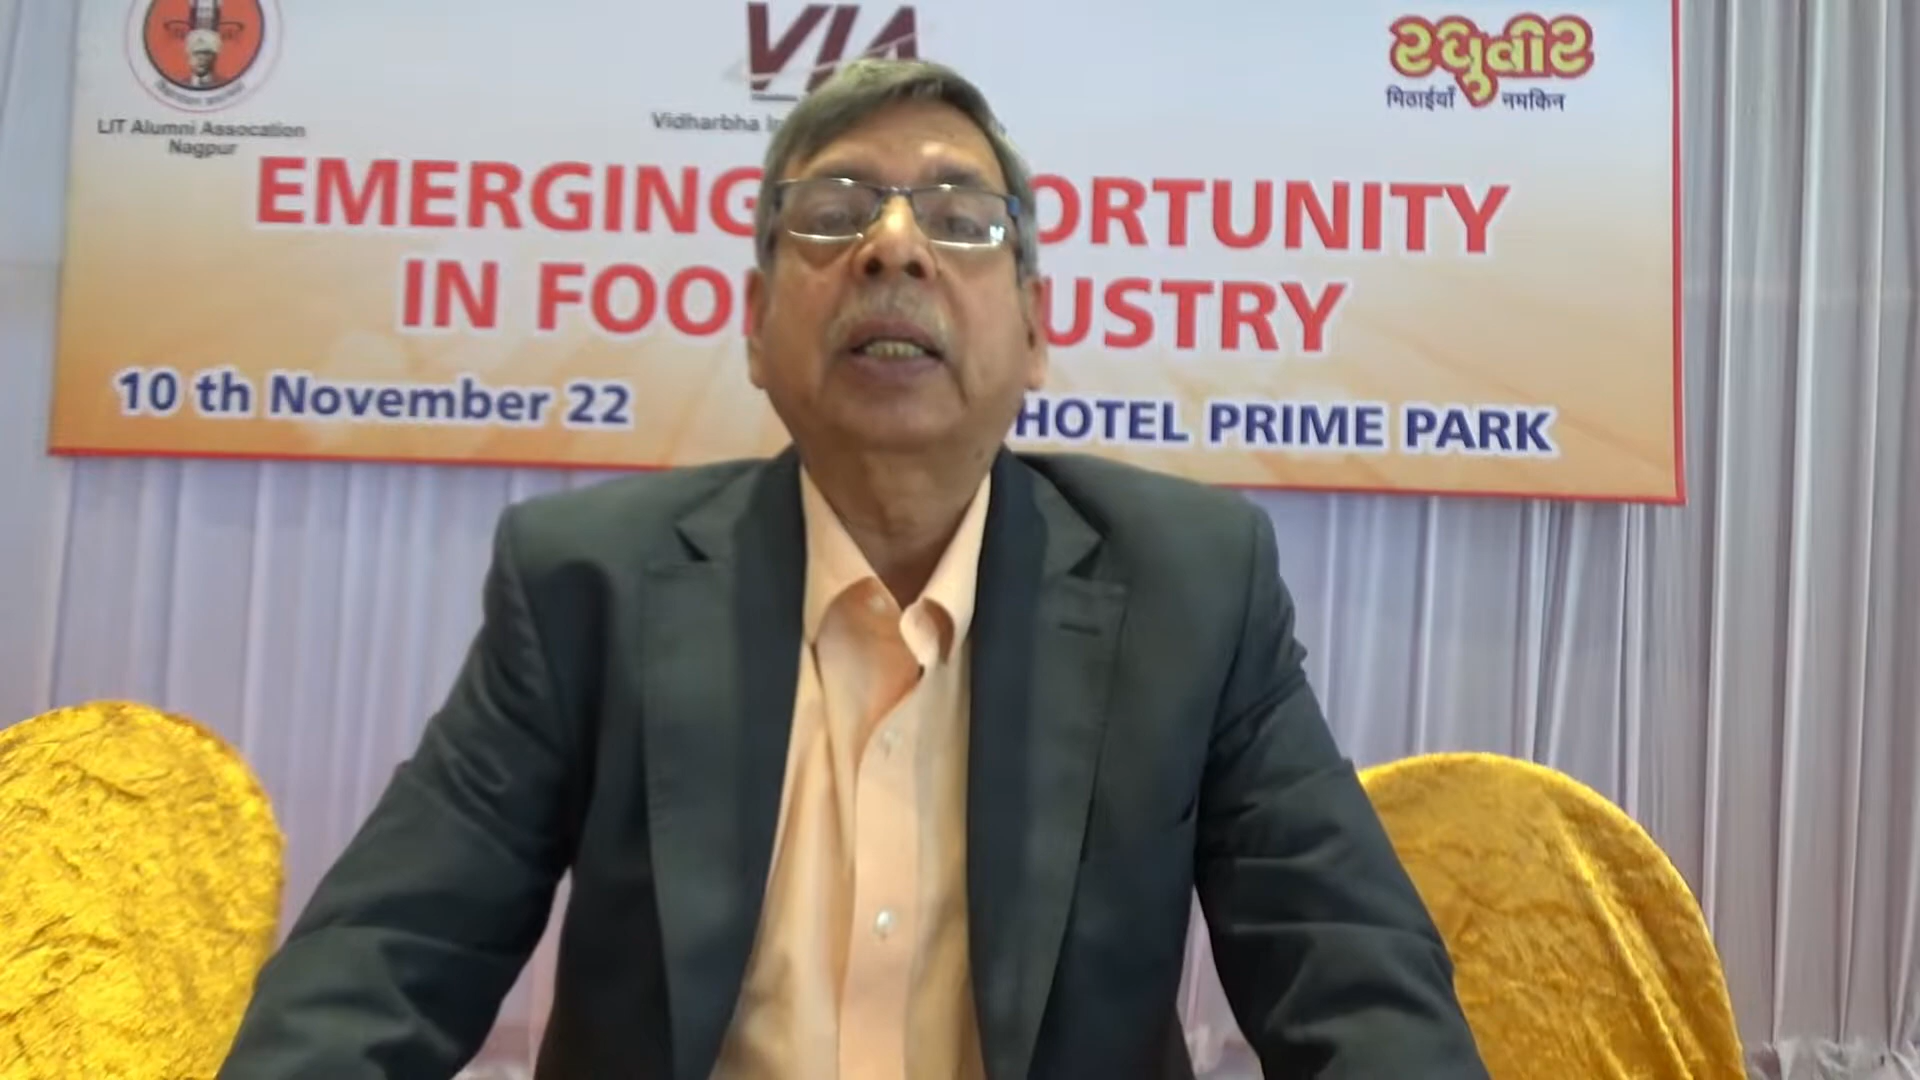 VIA
રઘુવીર
मिठाईयाँ नमकिन
LIT Alumni Assocation
Nagpur
Vidharbha
EMERGING ORTUNITY
IN FOO USTRY
10 th November 22
HOTEL PRIME PARK